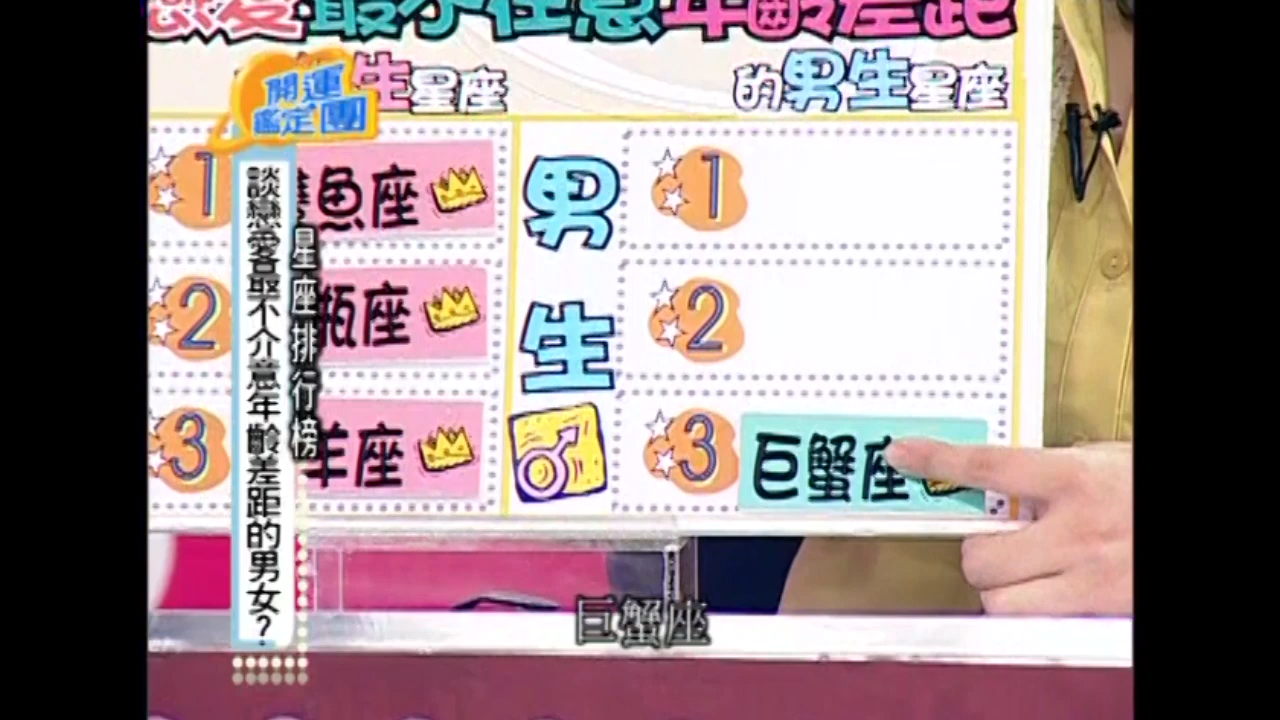 戀愛最不在意年齡差距
生星座
的男生星座
開運
鑑定團
星座排行榜
談戀愛最不介意年齡差距的男女?
1
魚座
2
瓶座
3
羊座
男生
1
2
3 巨蟹座
巨蟹座